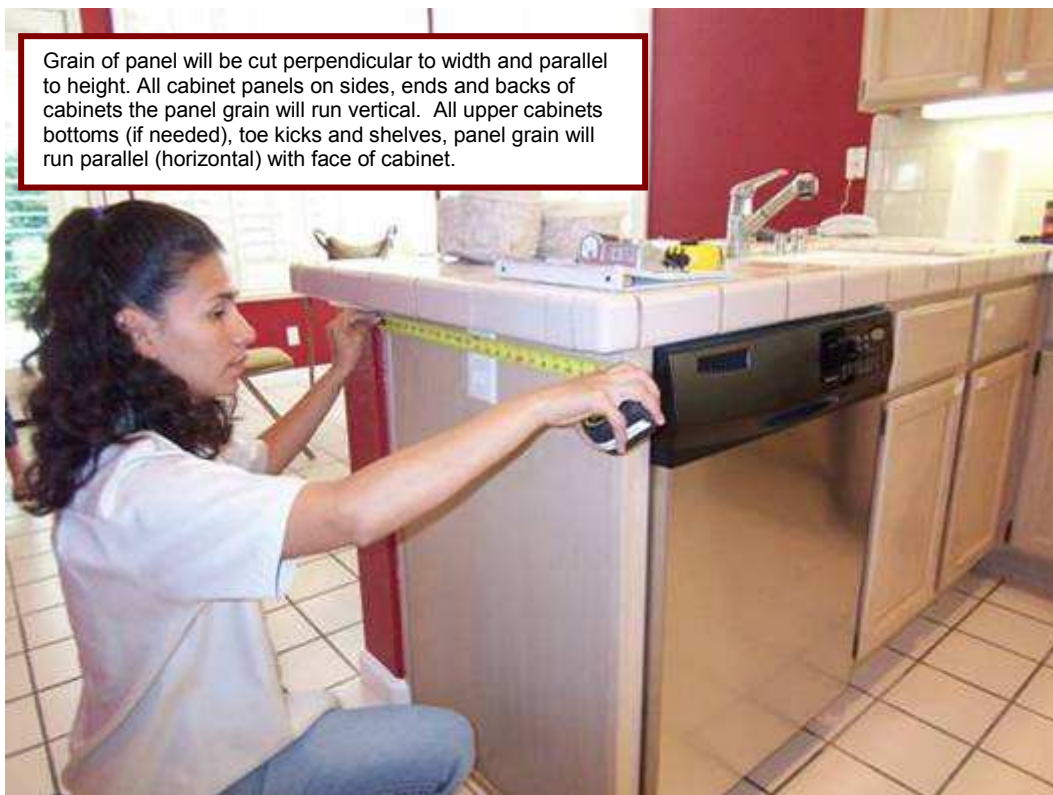 Grain of panel will be cut perpendicular to width and parallel
to height. All cabinet panels on sides, ends and backs of
cabinets the panel grain will run vertical.  All upper cabinets
bottoms (if needed), toe kicks and shelves, panel grain will
run parallel (horizontal) with face of cabinet.